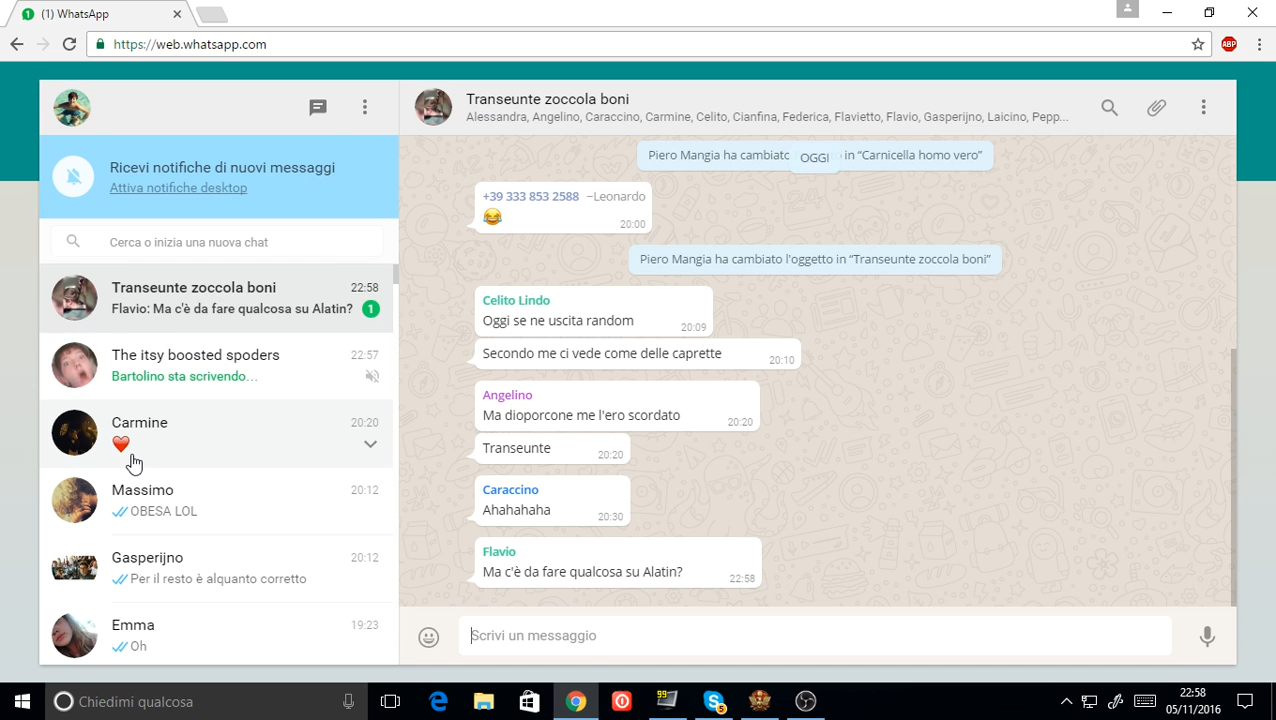 (1) WhatsApp
https://web.whatsapp.com
ABP
Ricevi notifiche di nuovi messaggi
Attiva notifiche desktop
Cerca o inizia una nuova chat
Transeunte zoccola boni 22:58
Flavio: Ma c'è da fare qualcosa su Alatin? 1
The itsy boosted spoders 22:57
Bartolino sta scrivendo…
Carmine 20:20
❤️
Massimo 20:12
OBESA LOL
Gasperijno 20:12
Per il resto è alquanto corretto
Emma 19:23
Oh
Transeunte zoccola boni
Alessandra, Angelino, Caraccino, Carmine, Celito, Cianfina, Federica, Flavietto, Flavio, Gasperijno, Laicino, Pepp...
Piero Mangia ha cambiato in “Carnicella homo vero”
OGGI
+39 333 853 2588 ~Leonardo
😂
20:00
Piero Mangia ha cambiato l'oggetto in “Transeunte zoccola boni”
Celito Lindo
Oggi se ne uscita random 20:09
Secondo me ci vede come delle caprette 20:10
Angelino
Ma dioporcone me l'ero scordato 20:20
Transeunte 20:20
Caraccino
Ahahahaha 20:30
Flavio
Ma c'è da fare qualcosa su Alatin? 22:58
Scrivi un messaggio
Chiedimi qualcosa
99
5
22:58
05/11/2016